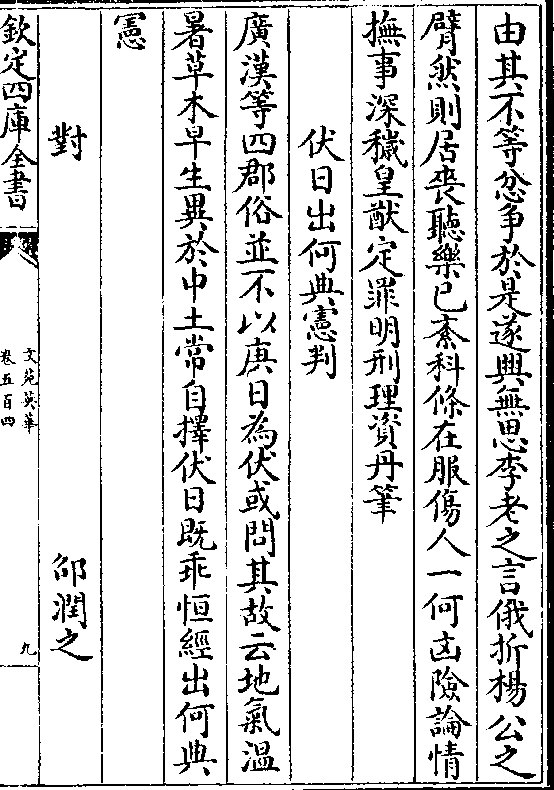 由其不等忿争於是遂興無思李老之言俄折楊公之
臂然則居喪聽樂已紊科條在服傷人一何凶險論情
撫事深穢皇猷定罪明刑理資丹筆
伏日出何典憲判
廣漢等四郡俗並不以庚日為伏或問其故云地氣温
暑草木早生異於中土常自擇伏日既乖恒經出何典
憲
對 邵潤之
欽定四庫全書
文苑英華
卷五百四
九